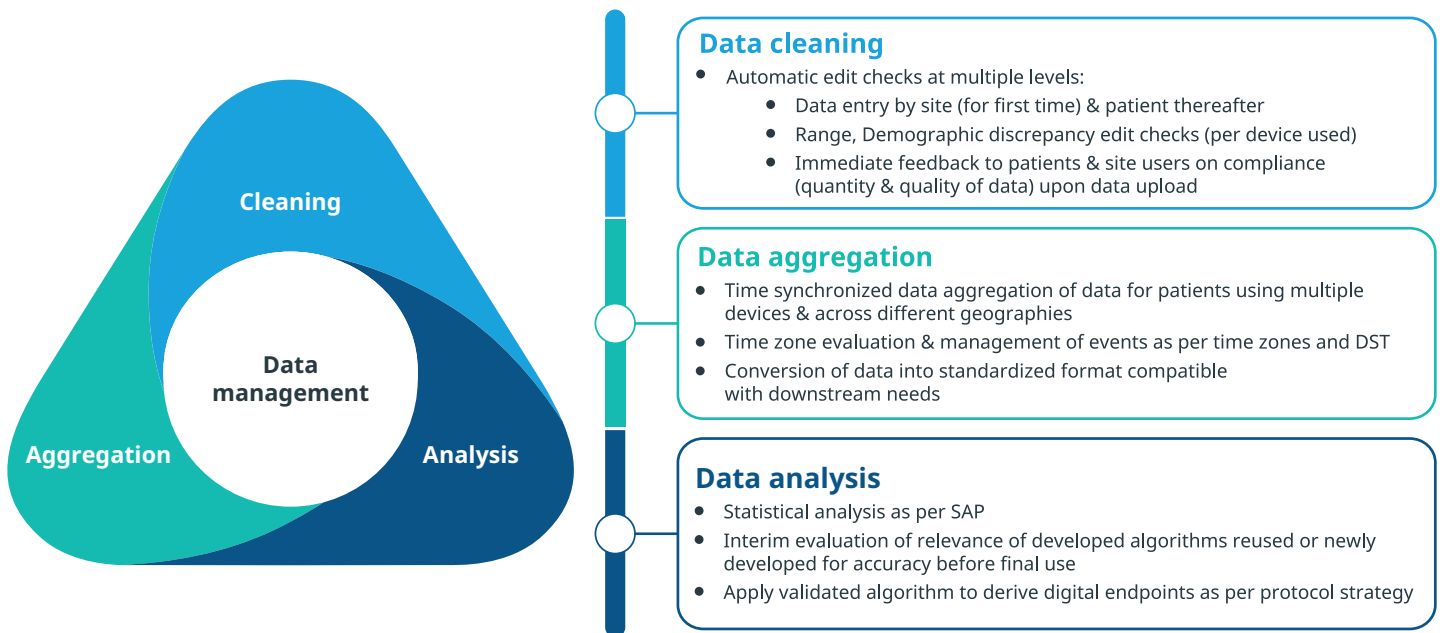 Cleaning
Data
management
Aggregation
Analysis
Data cleaning
• Automatic edit checks at multiple levels:
• Data entry by site (for first time) & patient thereafter
• Range, Demographic discrepancy edit checks (per device used)
• Immediate feedback to patients & site users on compliance
(quantity & quality of data) upon data upload
Data aggregation
• Time synchronized data aggregation of data for patients using multiple
devices & across different geographies
• Time zone evaluation & management of events as per time zones and DST
• Conversion of data into standardized format compatible
with downstream needs
Data analysis
• Statistical analysis as per SAP
• Interim evaluation of relevance of developed algorithms reused or newly
developed for accuracy before final use
• Apply validated algorithm to derive digital endpoints as per protocol strategy